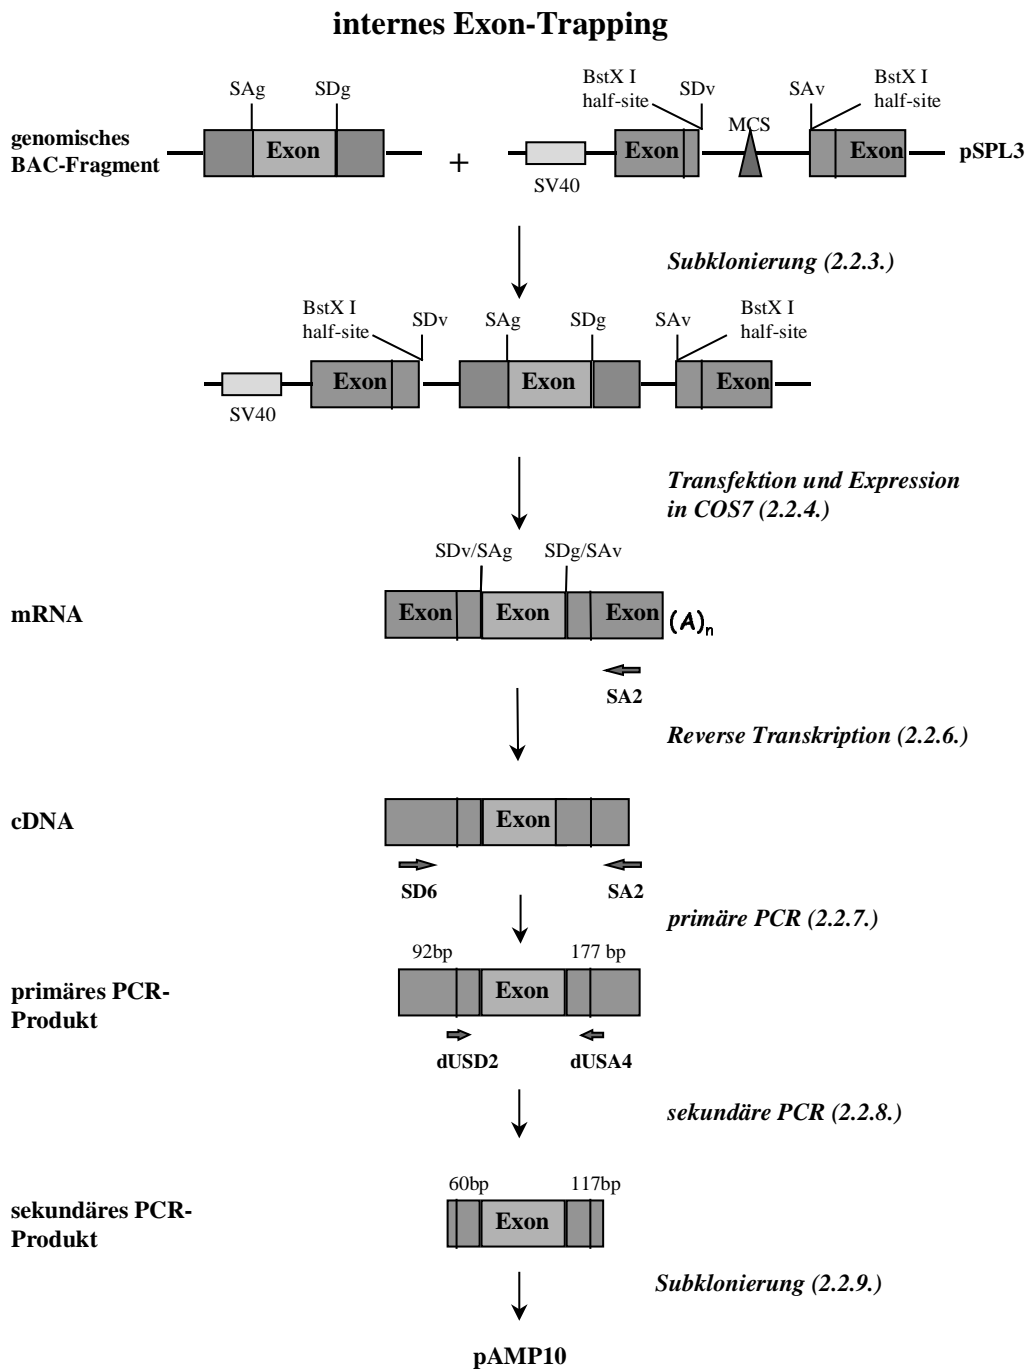 internes Exon-Trapping
BstX I
half-site
BstX I
half-site
SAg
SDg
SDv
SAv
genomisches
BAC-Fragment
Exon
+
Exon
MCS
Exon
pSPL3
SV40
Subklonierung (2.2.3.)
BstX I
half-site
SDv
SAg
SDg
SAv
BstX I
half-site
Exon
Exon
Exon
SV40
Transfektion und Expression
in COS7 (2.2.4.)
SDv/SAg
SDg/SAv
mRNA
Exon
Exon
Exon
(A)n
SA2
Reverse Transkription (2.2.6.)
cDNA
Exon
SD6
SA2
primäre PCR (2.2.7.)
92bp
177 bp
primäres PCR-
Produkt
Exon
dUSD2
dUSA4
sekundäre PCR (2.2.8.)
60bp
117bp
sekundäres PCR-
Produkt
Exon
Subklonierung (2.2.9.)
pAMP10